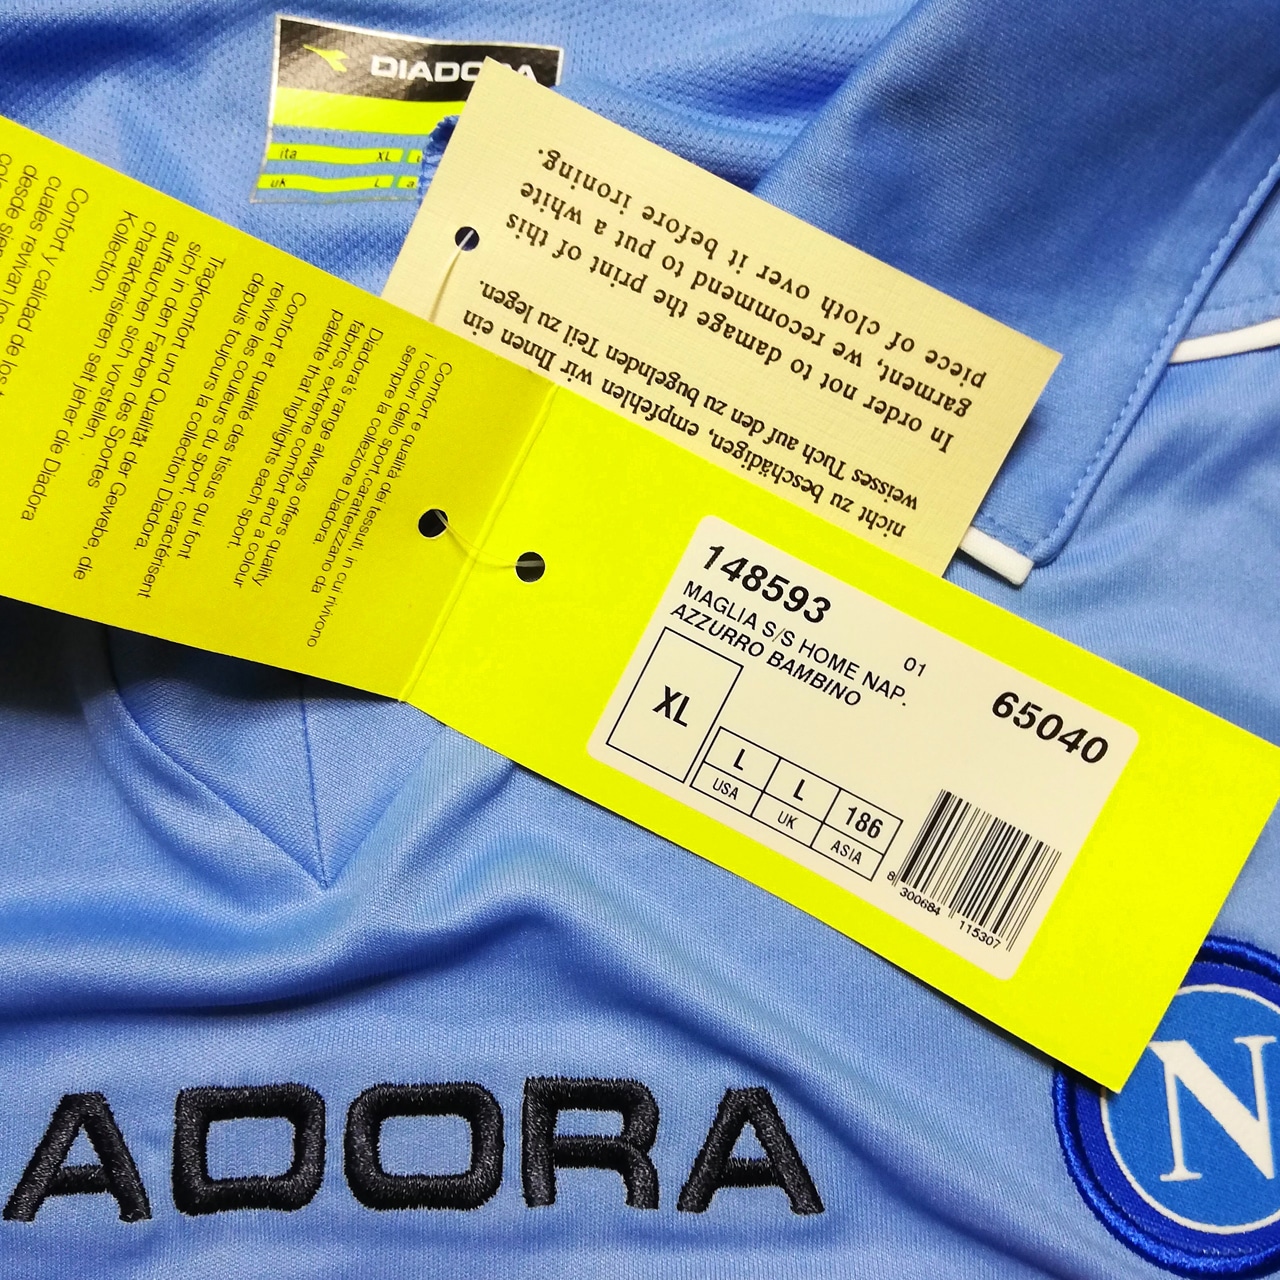 DIADORA
ita XL
uk L
In order not to damage the print of this
garment, we recommend to put a white
piece of cloth over it before ironing.
nicht zu beschädigen, empfehlen wir Ihnen ein
weisses Tuch auf den zu bugelnden Teil zu legen.
Comfort e qualità dei tessuti, in cui rivivono
i colori dello sport, caratterizzano da
sempre la collezione Diadora.
Diadora's range always offers quality
fabrics, extreme comfort and a colour
palette that highlights each sport.
Confort et qualité des tissus qui font
revivre les couleurs du sport, caractérisent
depuis toujours la collection Diadora.
Tragkomfort und Qualität der Gewebe, die
sich in den Farben des Sportes
auftauchen sich vorstellen,
charakterisieren seit jeher die Diadora
Kollection.
Confort y calidad de los
cuales revivan los
desde siem
148593
MAGLIA S/S HOME NAP.
AZZURRO BAMBINO
01
65040
XL
L L 186
USA UK ASIA
8 300684 115307
ADORA
N